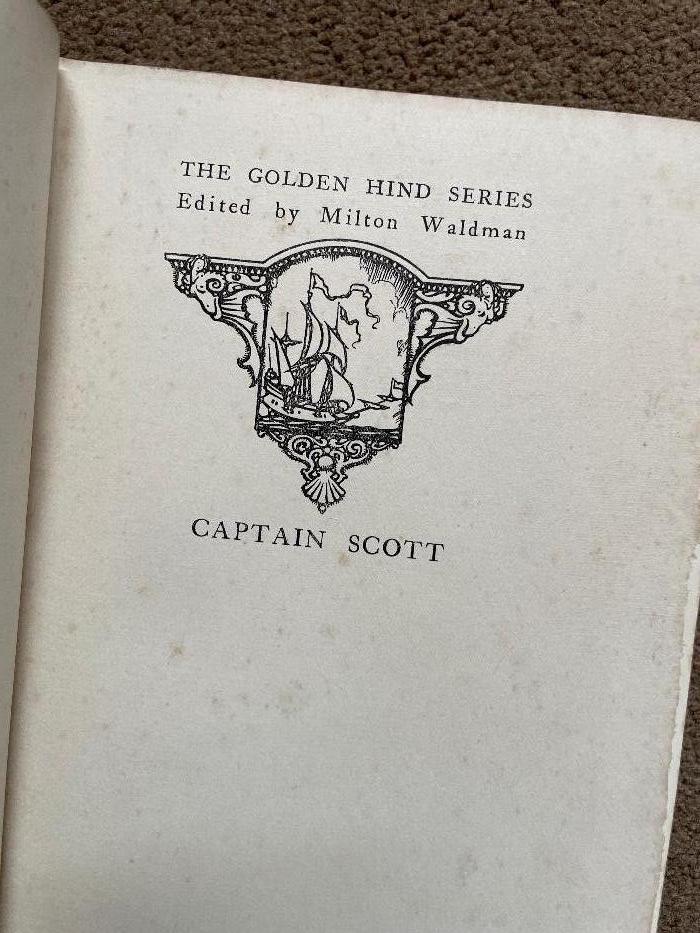 THE GOLDEN HIND SERIES
Edited by Milton Waldman
CAPTAIN SCOTT